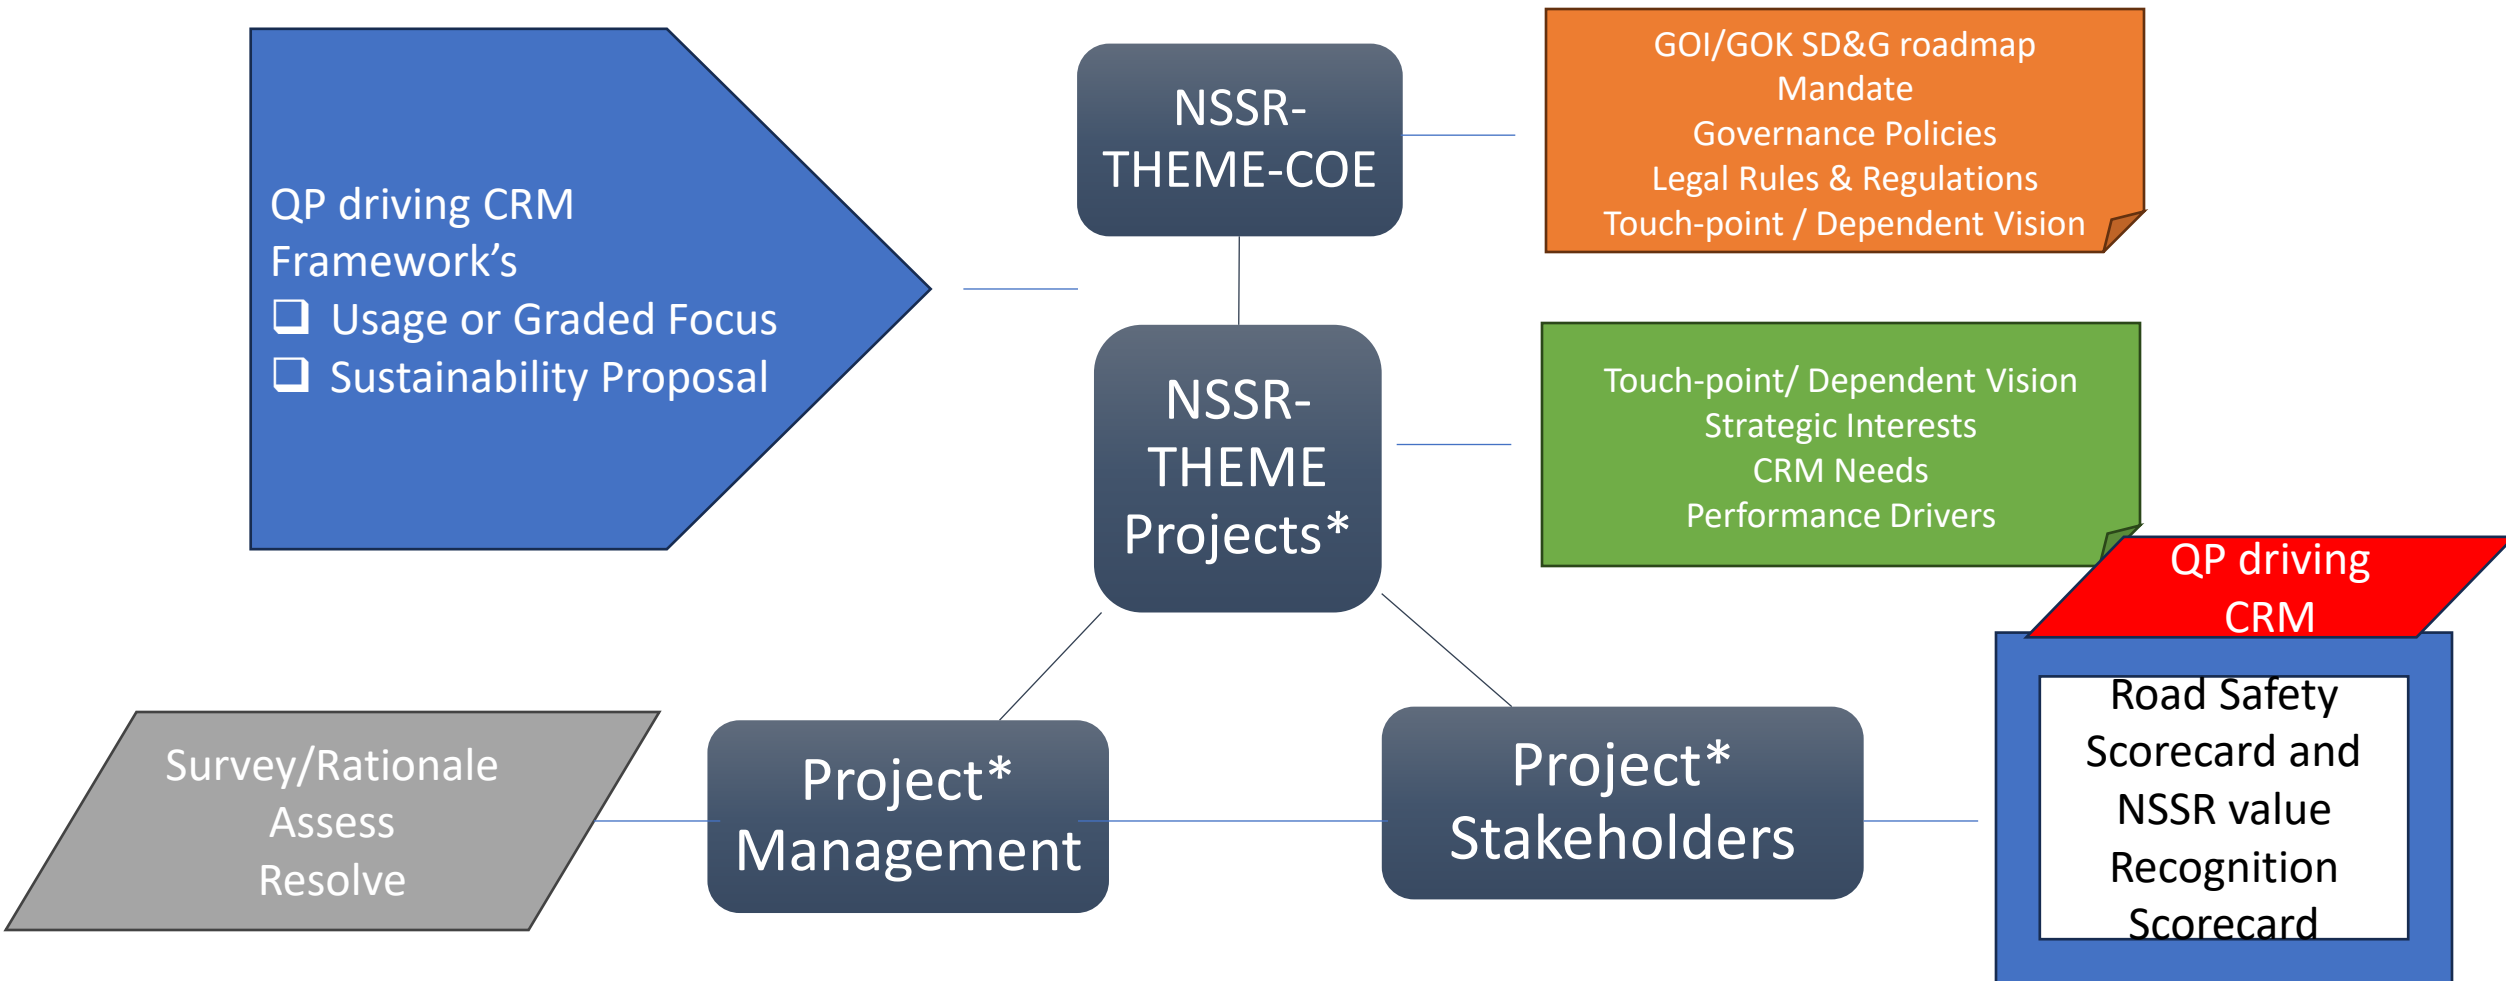 QP driving CRM
Framework’s
❑ Usage or Graded Focus
❑ Sustainability Proposal
NSSR-
THEME-COE
GOI/GOK SD&G roadmap
Mandate
Governance Policies
Legal Rules & Regulations
Touch-point / Dependent Vision
NSSR-
THEME
Projects*
Touch-point/ Dependent Vision
Strategic Interests
CRM Needs
Performance Drivers
QP driving
CRM
Survey/Rationale
Assess
Resolve
Project*
Management
Project*
Stakeholders
Road Safety
Scorecard and
NSSR value
Recognition
Scorecard